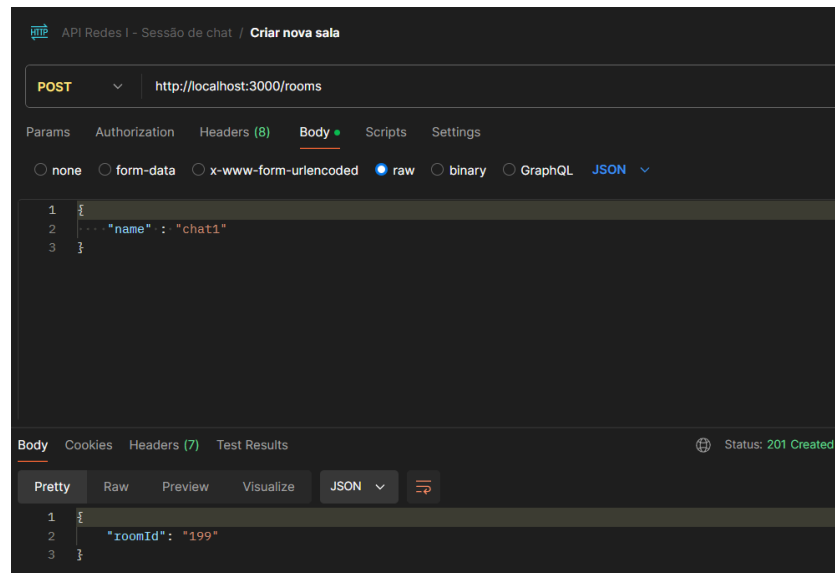 HTTP API Redes I - Sessão de chat / Criar nova sala
POST http://localhost:3000/rooms
Params Authorization Headers (8) Body Scripts Settings
none form-data x-www-form-urlencoded raw binary GraphQL JSON
1 {
2 "name" : "chat1"
3 }
Body Cookies Headers (7) Test Results Status: 201 Created
Pretty Raw Preview Visualize JSON
1 {
2 "roomId": "199"
3 }